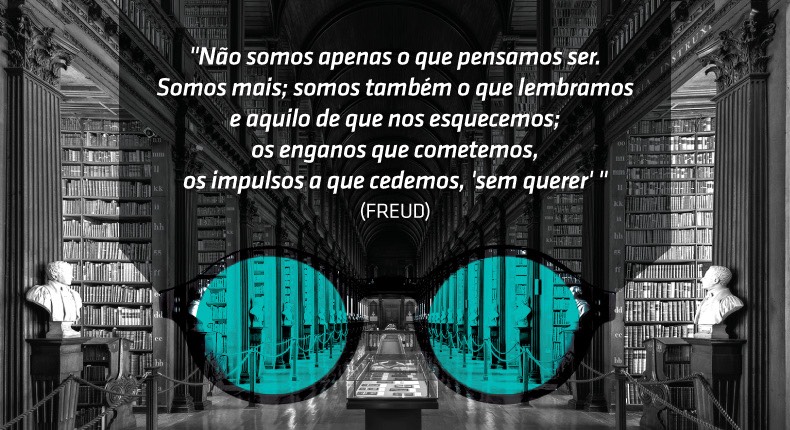 "Não somos apenas o que pensamos ser.
Somos mais; somos também o que lembramos
e aquilo de que nos esquecemos;
os enganos que cometemos,
os impulsos a que cedemos, 'sem querer' "
(FREUD)